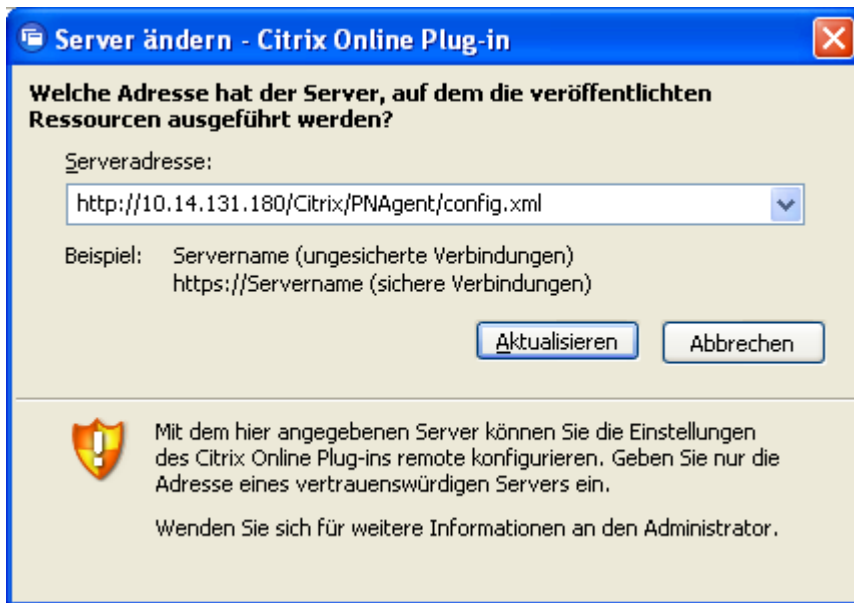 Server ändern - Citrix Online Plug-in
Welche Adresse hat der Server, auf dem die veröffentlichten
Ressourcen ausgeführt werden?
Serveradresse:
http://10.14.131.180/Citrix/PNAgent/config.xml
Beispiel: Servername (ungesicherte Verbindungen)
https://Servername (sichere Verbindungen)
Aktualisieren Abbrechen
Mit dem hier angegebenen Server können Sie die Einstellungen
des Citrix Online Plug-ins remote konfigurieren. Geben Sie nur die
Adresse eines vertrauenswürdigen Servers ein.
Wenden Sie sich für weitere Informationen an den Administrator.